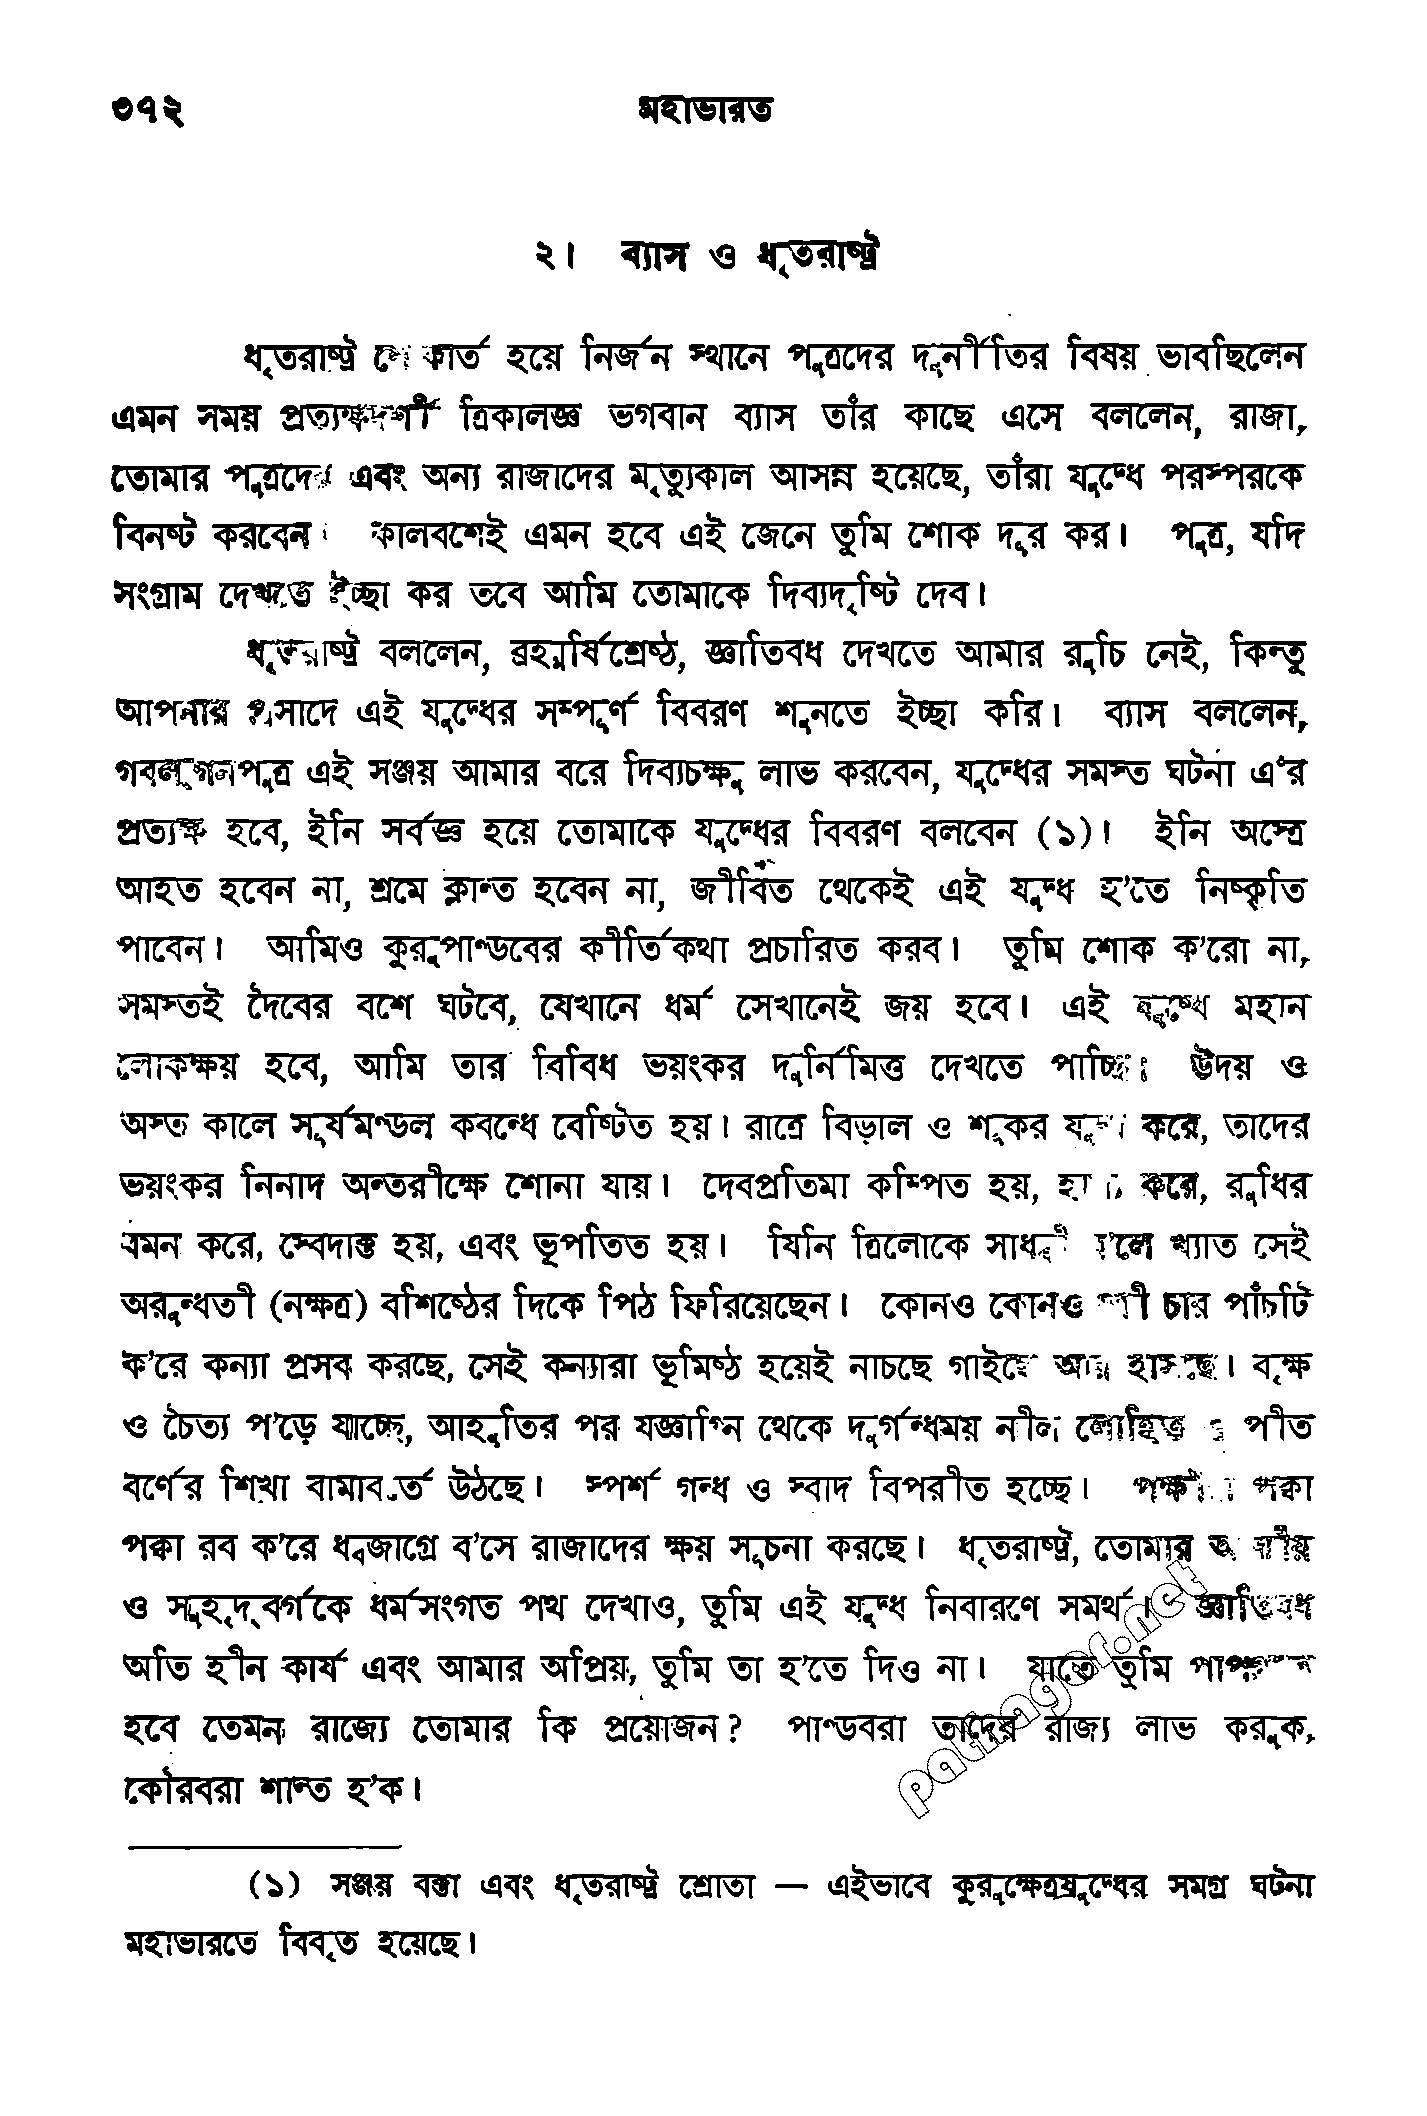 ৩৭২ মহাভারত
২। ব্যাস ও ধৃতরাষ্ট্র
ধৃতরাষ্ট্র শোকার্ত হয়ে নির্জন স্থানে পুত্রদের দুর্নীতির বিষয় ভাবছিলেন
এমন সময় প্রত্যক্ষদর্শী ত্রিকালজ্ঞ ভগবান ব্যাস তাঁর কাছে এসে বললেন, রাজা,
তোমার পুত্রদের এবং অন্য রাজাদের মৃত্যুকাল আসন্ন হয়েছে, তাঁরা যুদ্ধে পরস্পরকে
বিনষ্ট করবেন। কালবশেই এমন হবে এই জেনে তুমি শোক দূর কর। পুত্র, যদি
সংগ্রাম দেখতে ইচ্ছা কর তবে আমি তোমাকে দিব্যদৃষ্টি দেব।
ধৃতরাষ্ট্র বললেন, ব্রহ্মর্ষিশ্রেষ্ঠ, জ্ঞাতিবধ দেখতে আমার রুচি নেই, কিন্তু
আপনার প্রসাদে এই যুদ্ধের সম্পূর্ণ বিবরণ শুনতে ইচ্ছা করি। ব্যাস বললেন,
গবল্‌গনপুত্র এই সঞ্জয় আমার বরে দিব্যচক্ষু লাভ করবেন, যুদ্ধের সমস্ত ঘটনা এঁর
প্রত্যক্ষ হবে, ইনি সর্বজ্ঞ হয়ে তোমাকে যুদ্ধের বিবরণ বলবেন (১)। ইনি অস্ত্রে
আহত হবেন না, শ্রমে ক্লান্ত হবেন না, জীবিত থেকেই এই যুদ্ধ হ’তে নিষ্কৃতি
পাবেন। আমিও কুরুপাণ্ডবের কীর্তিকথা প্রচারিত করব। তুমি শোক ক’রো না,
সমস্তই দৈবের বশে ঘটবে, যেখানে ধর্ম সেখানেই জয় হবে। এই যুদ্ধে মহান
লোকক্ষয় হবে, আমি তার বিবিধ ভয়ংকর দুর্নিমিত্ত দেখতে পাচ্ছি। উদয় ও
অস্ত কালে সূর্যমণ্ডল কবন্ধে বেষ্টিত হয়। রাত্রে বিড়াল ও শূকর যুদ্ধ করে, তাদের
ভয়ংকর নিনাদ অন্তরীক্ষে শোনা যায়। দেবপ্রতিমা কম্পিত হয়, হাস্য করে, রুধির
বমন করে, স্বেদাক্ত হয়, এবং ভূপতিত হয়। যিনি ত্রিলোকে সাধ্বী ব’লে খ্যাত সেই
অরুন্ধতী (নক্ষত্র) বশিষ্ঠের দিকে পিঠ ফিরিয়েছেন। কোনও কোনও স্ত্রী চার পাঁচটি
ক’রে কন্যা প্রসব করছে, সেই কন্যারা ভূমিষ্ঠ হয়েই নাচছে গাইছে আর হাসছে। বৃক্ষ
ও চৈত্য প’ড়ে যাচ্ছে, আহুতির পর যজ্ঞাগ্নি থেকে দুর্গন্ধময় নীল লোহিত ও পীত
বর্ণের শিখা বামাবর্তে উঠছে। স্পর্শ গন্ধ ও স্বাদ বিপরীত হচ্ছে। পক্ষীরা পক্কা
পক্কা রব ক’রে ধ্বজাগ্রে ব’সে রাজাদের ক্ষয় সূচনা করছে। ধৃতরাষ্ট্র, তোমার আত্মীয়
ও সুহৃদ্‌বর্গকে ধর্মসংগত পথ দেখাও, তুমি এই যুদ্ধ নিবারণে সমর্থ। জ্ঞাতিবধ
অতি হীন কার্য এবং আমার অপ্রিয়, তুমি তা হ’তে দিও না। যাতে তুমি
হবে তেমন রাজ্যে তোমার কি প্রয়োজন? পাণ্ডবরা তাদের রাজ্য লাভ করুক,
কৌরবরা শান্ত হ’ক।
(১) সঞ্জয় বক্তা এবং ধৃতরাষ্ট্র শ্রোতা — এইভাবে কুরুক্ষেত্রযুদ্ধের সমগ্র ঘটনা
মহাভারতে বিবৃত হয়েছে।
pathagar.net